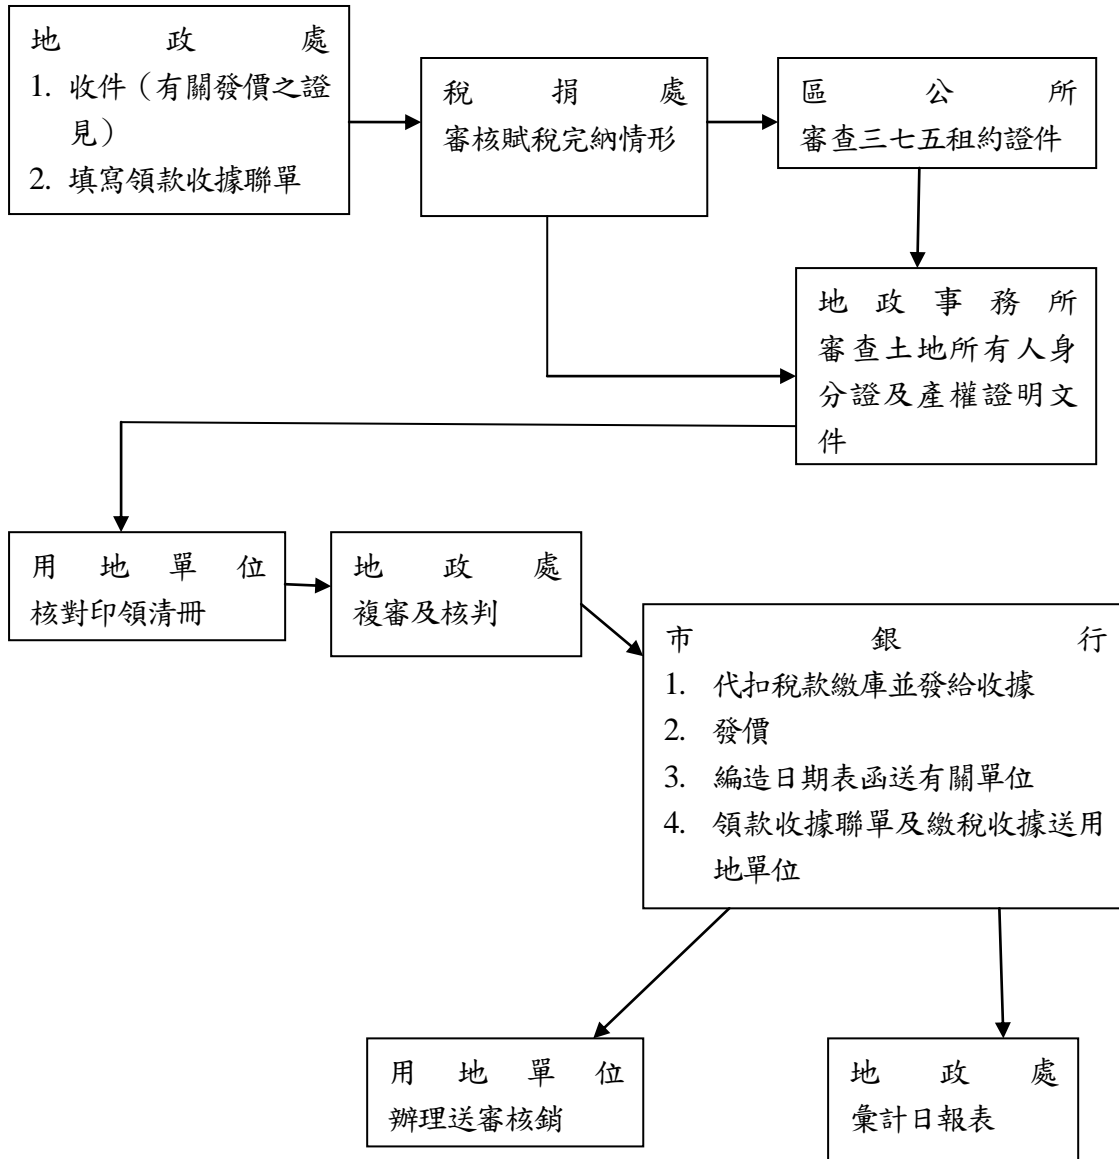 地政處
1. 收件（有關發價之證
見）
2. 填寫領款收據聯單
稅捐處
審核賦稅完納情形
區公所
審查三七五租約證件
地政事務所
審查土地所有人身
分證及產權證明文
件
用地單位
核對印領清冊
地政處
複審及核判
市銀行
1. 代扣稅款繳庫並發給收據
2. 發價
3. 編造日期表函送有關單位
4. 領款收據聯單及繳稅收據送用
地單位
用地單位
辦理送審核銷
地政處
彙計日報表